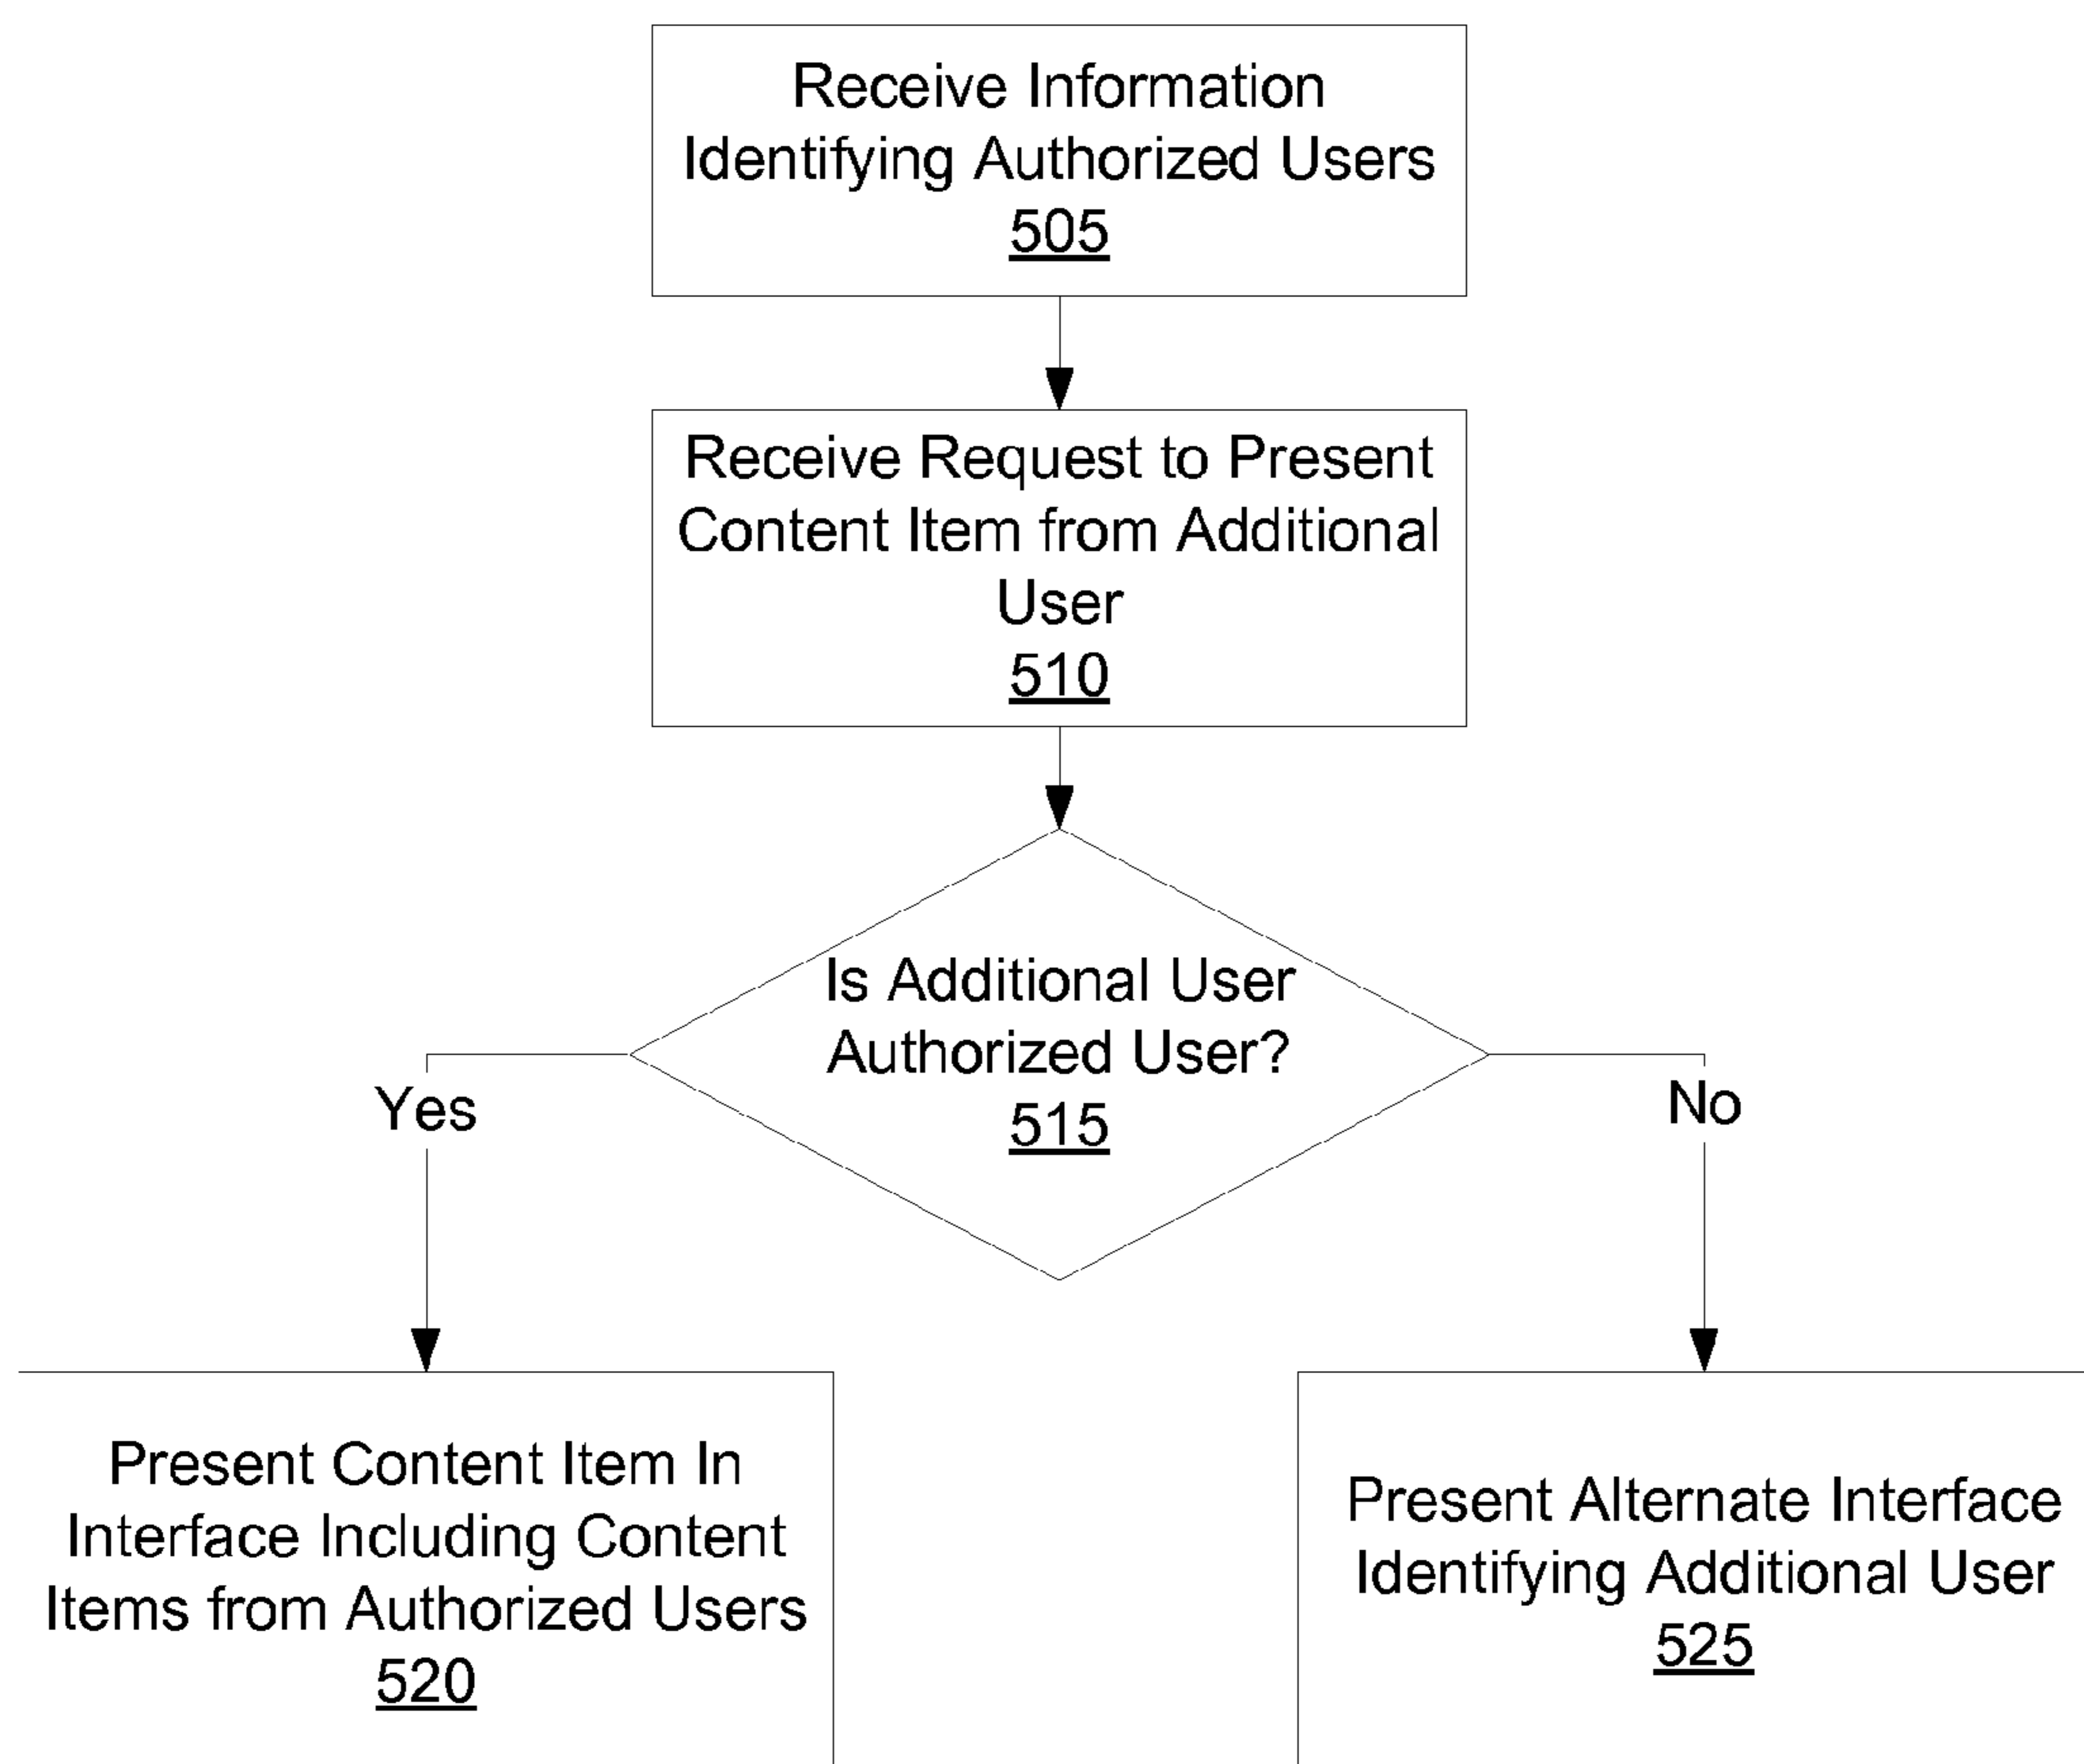 Receive Information
Identifying Authorized Users
505
Receive Request to Present
Content Item from Additional
User
510
Is Additional User
Authorized User?
515
Yes
No
Present Content Item In
Interface Including Content
Items from Authorized Users
520
Present Alternate Interface
Identifying Additional User
525